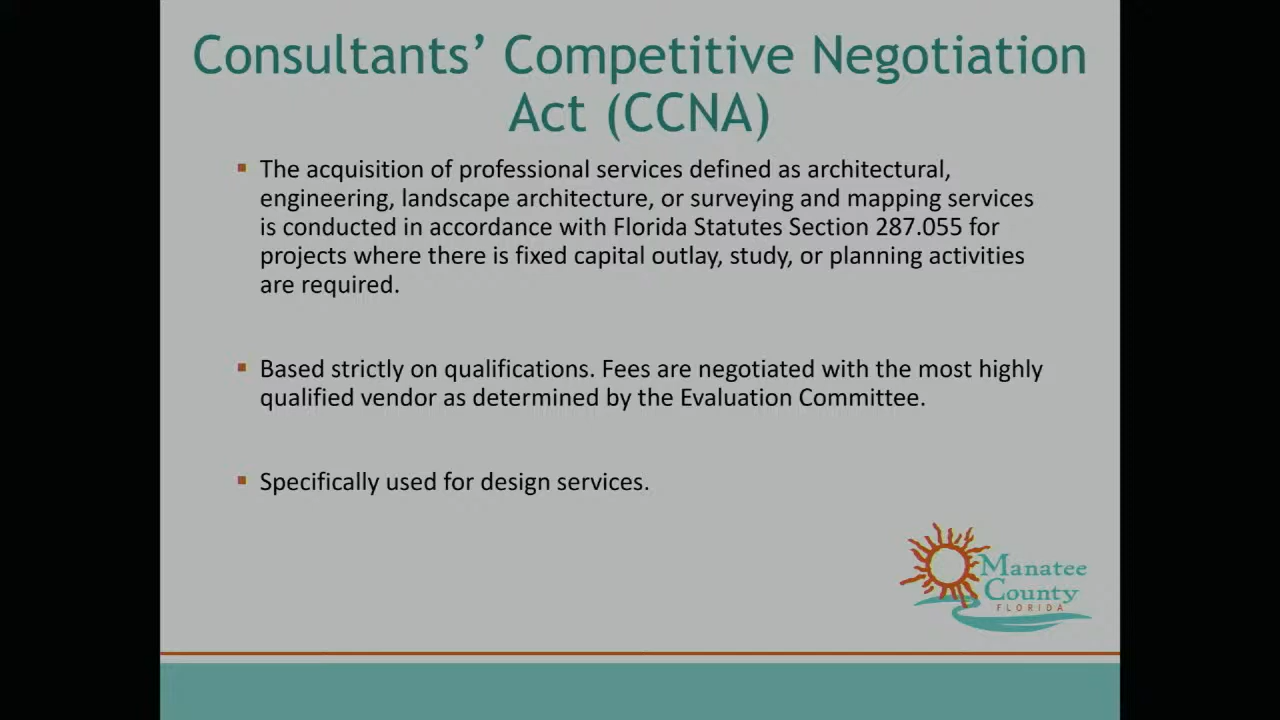 Consultants’ Competitive Negotiation
Act (CCNA)
The acquisition of professional services defined as architectural,
engineering, landscape architecture, or surveying and mapping services
is conducted in accordance with Florida Statutes Section 287.055 for
projects where there is fixed capital outlay, study, or planning activities
are required.
Based strictly on qualifications. Fees are negotiated with the most highly
qualified vendor as determined by the Evaluation Committee.
Specifically used for design services.
Manatee
County
FLORIDA